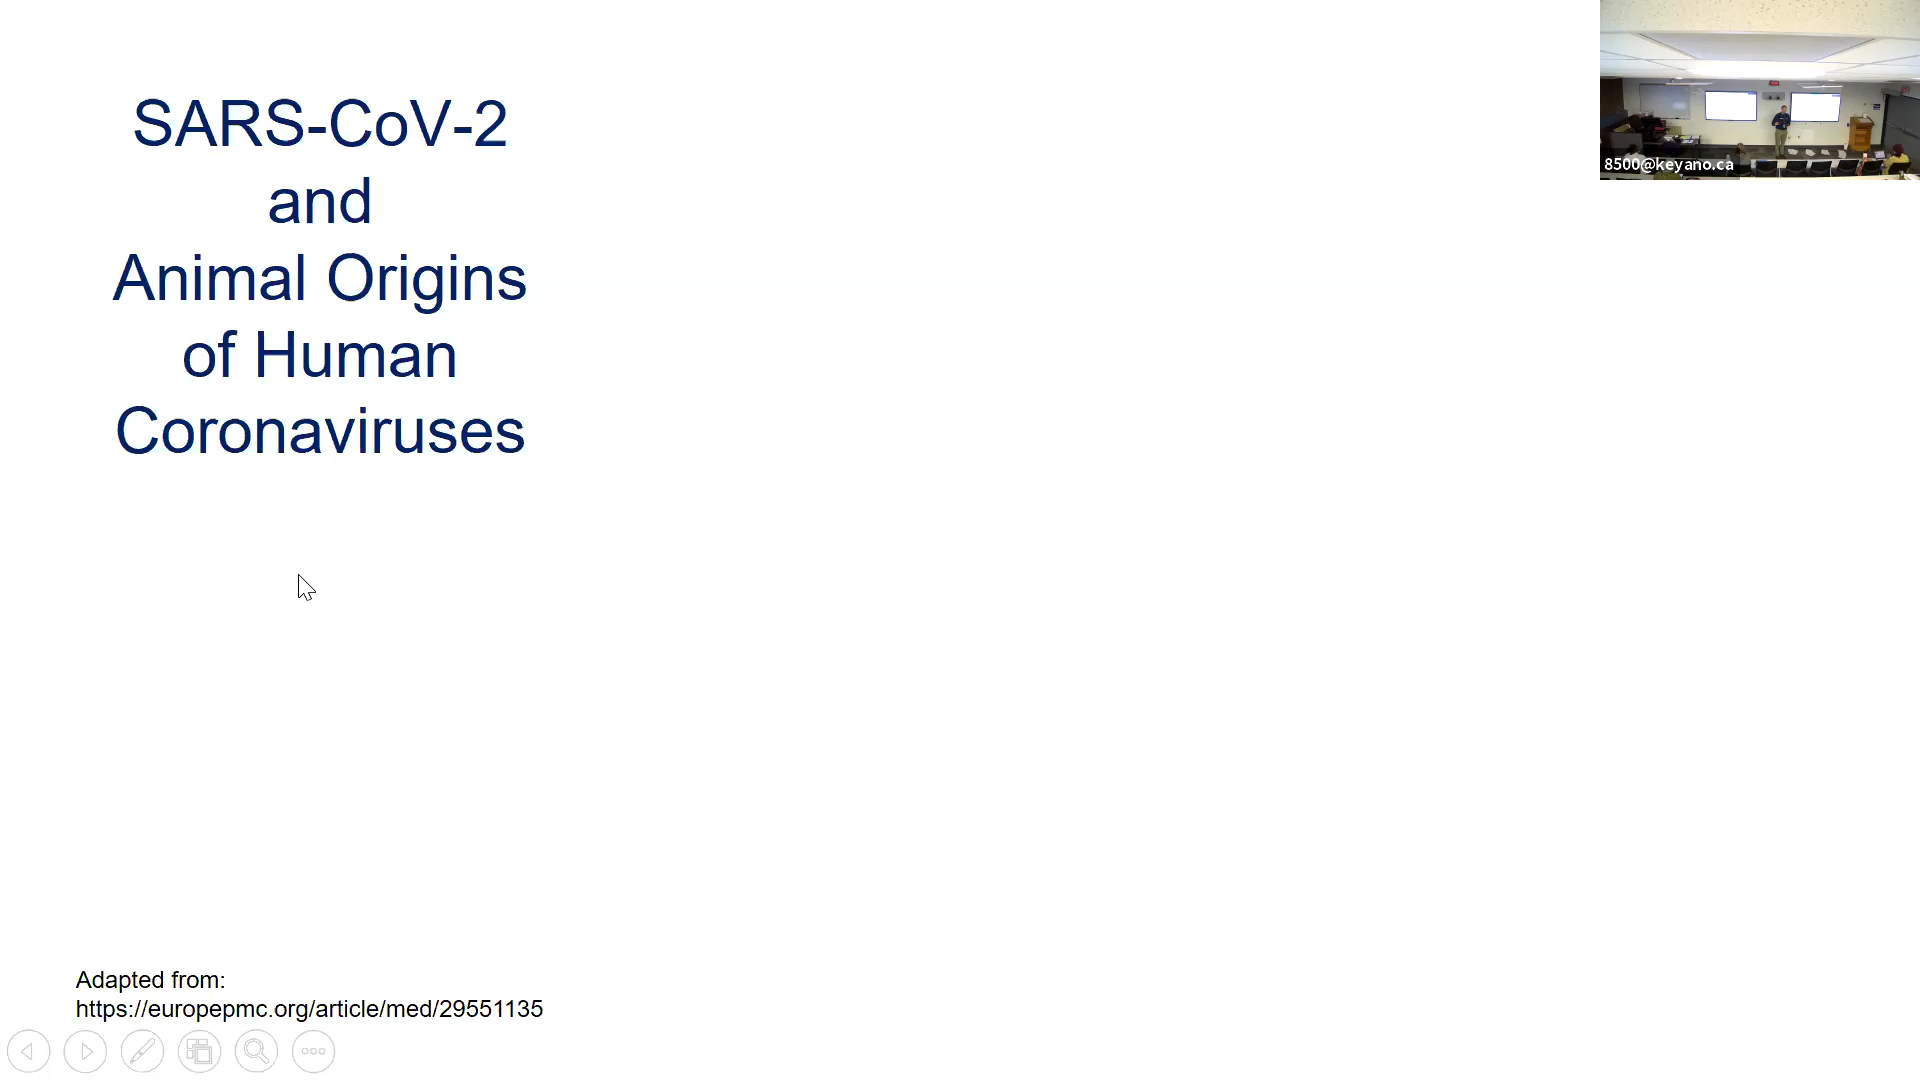 SARS-CoV-2
and
Animal Origins
of Human
Coronaviruses
8500@keyano.ca
Adapted from:
https://europepmc.org/article/med/29551135